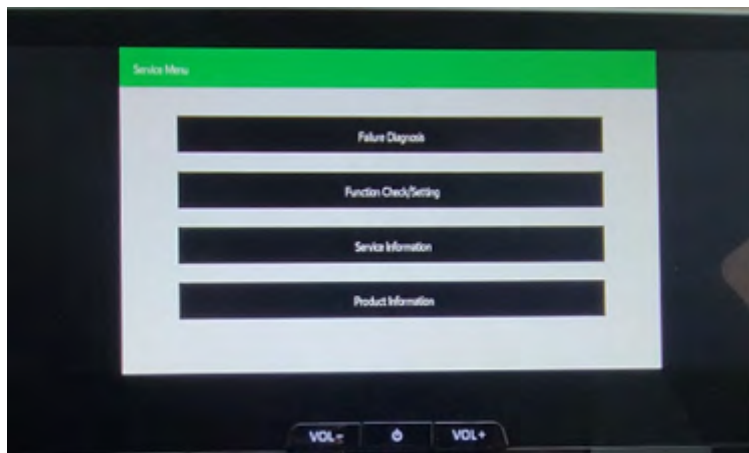 Service Menu
Failure Diagnosis
Function Check/Setting
Service Information
Product Information
VOL- VOL+